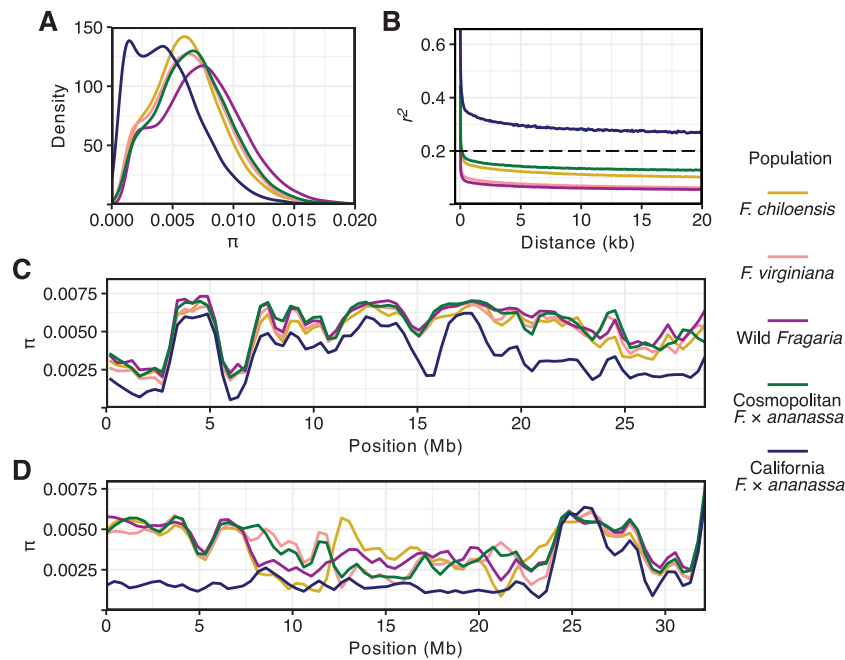 A
150
100
50
0
Density
0.000
0.005
0.010
0.015
0.020
π
B
0.6
0.4
0.2
r²
0
5
10
15
20
Distance (kb)
Population
F. chiloensis
F. virginiana
Wild Fragaria
Cosmopolitan
F. × ananassa
California
F. × ananassa
C
0.0075
0.0050
0.0025
π
0
5
10
15
20
25
Position (Mb)
D
0.0075
0.0050
0.0025
π
0
5
10
15
20
25
30
Position (Mb)